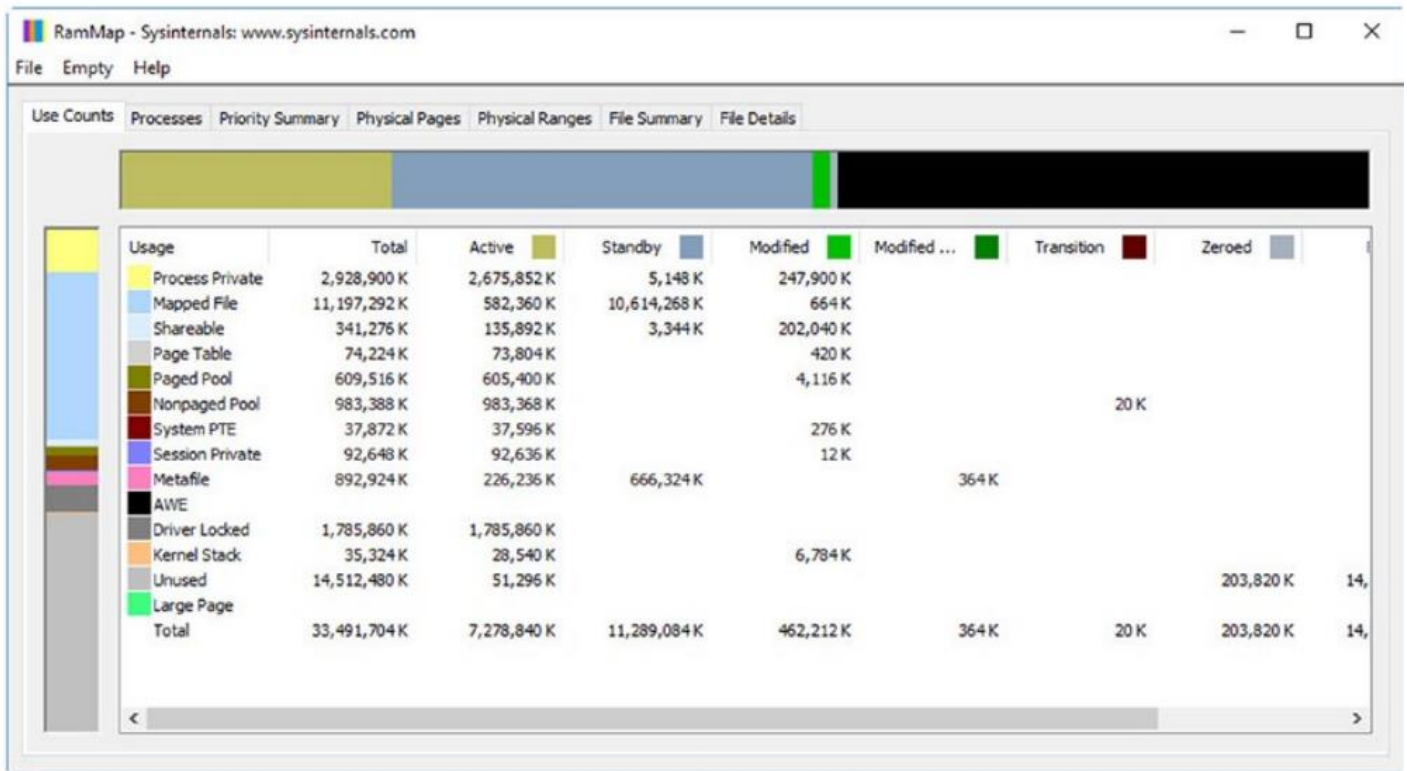 RamMap - Sysinternals: www.sysinternals.com
File Empty Help
Use Counts Processes Priority Summary Physical Pages Physical Ranges File Summary File Details
Usage Total Active Standby Modified Modified ... Transition Zeroed
Process Private 2,928,900 K 2,675,852 K 5,148 K 247,900 K
Mapped File 11,197,292 K 582,360 K 10,614,268 K 664 K
Shareable 341,276 K 135,892 K 3,344 K 202,040 K
Page Table 74,224 K 73,804 K 420 K
Paged Pool 609,516 K 605,400 K 4,116 K
Nonpaged Pool 983,388 K 983,368 K 20 K
System PTE 37,872 K 37,596 K 276 K
Session Private 92,648 K 92,636 K 12 K
Metafile 892,924 K 226,236 K 666,324 K 364 K
AWE
Driver Locked 1,785,860 K 1,785,860 K
Kernel Stack 35,324 K 28,540 K 6,784 K
Unused 14,512,480 K 51,296 K 203,820 K 14,
Large Page
Total 33,491,704 K 7,278,840 K 11,289,084 K 462,212 K 364 K 20 K 203,820 K 14,